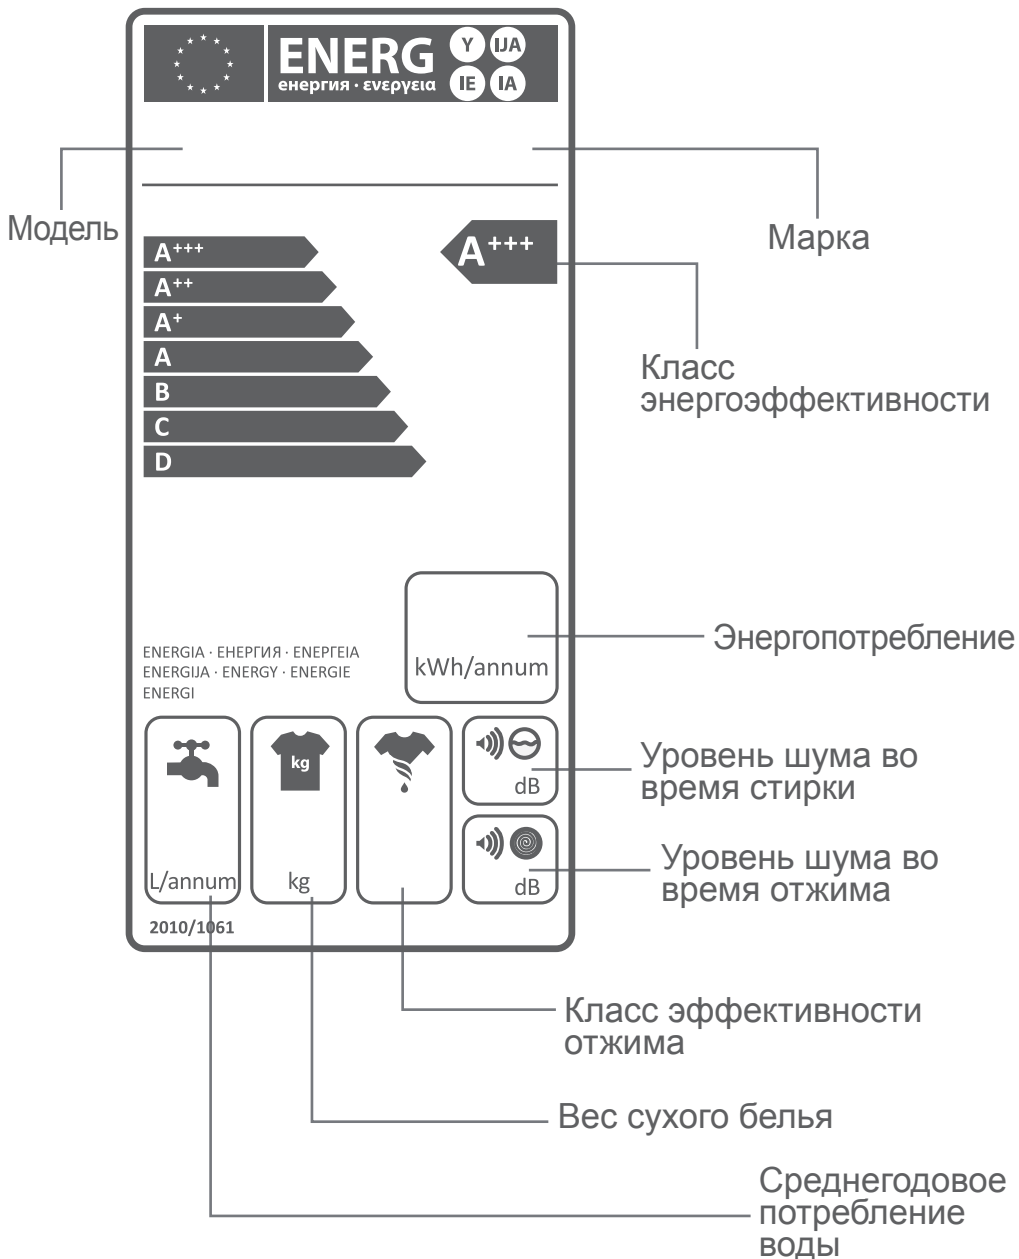 ENERG Y IJA
енергия · ενεργεια IE IA
Модель
Марка
A+++
A+++
A++
A+
A
B
C
D
Класс
энергоэффективности
Энергопотребление
kWh/annum
ENERGIA · ЕНЕРГИЯ · ΕΝΕΡΓΕΙΑ
ENERGIJA · ENERGY · ENERGIE
ENERGI
kg
dB
Уровень шума во
время стирки
L/annum
kg
dB
Уровень шума во
время отжима
2010/1061
Класс эффективности
отжима
Вес сухого белья
Среднегодовое
потребление
воды